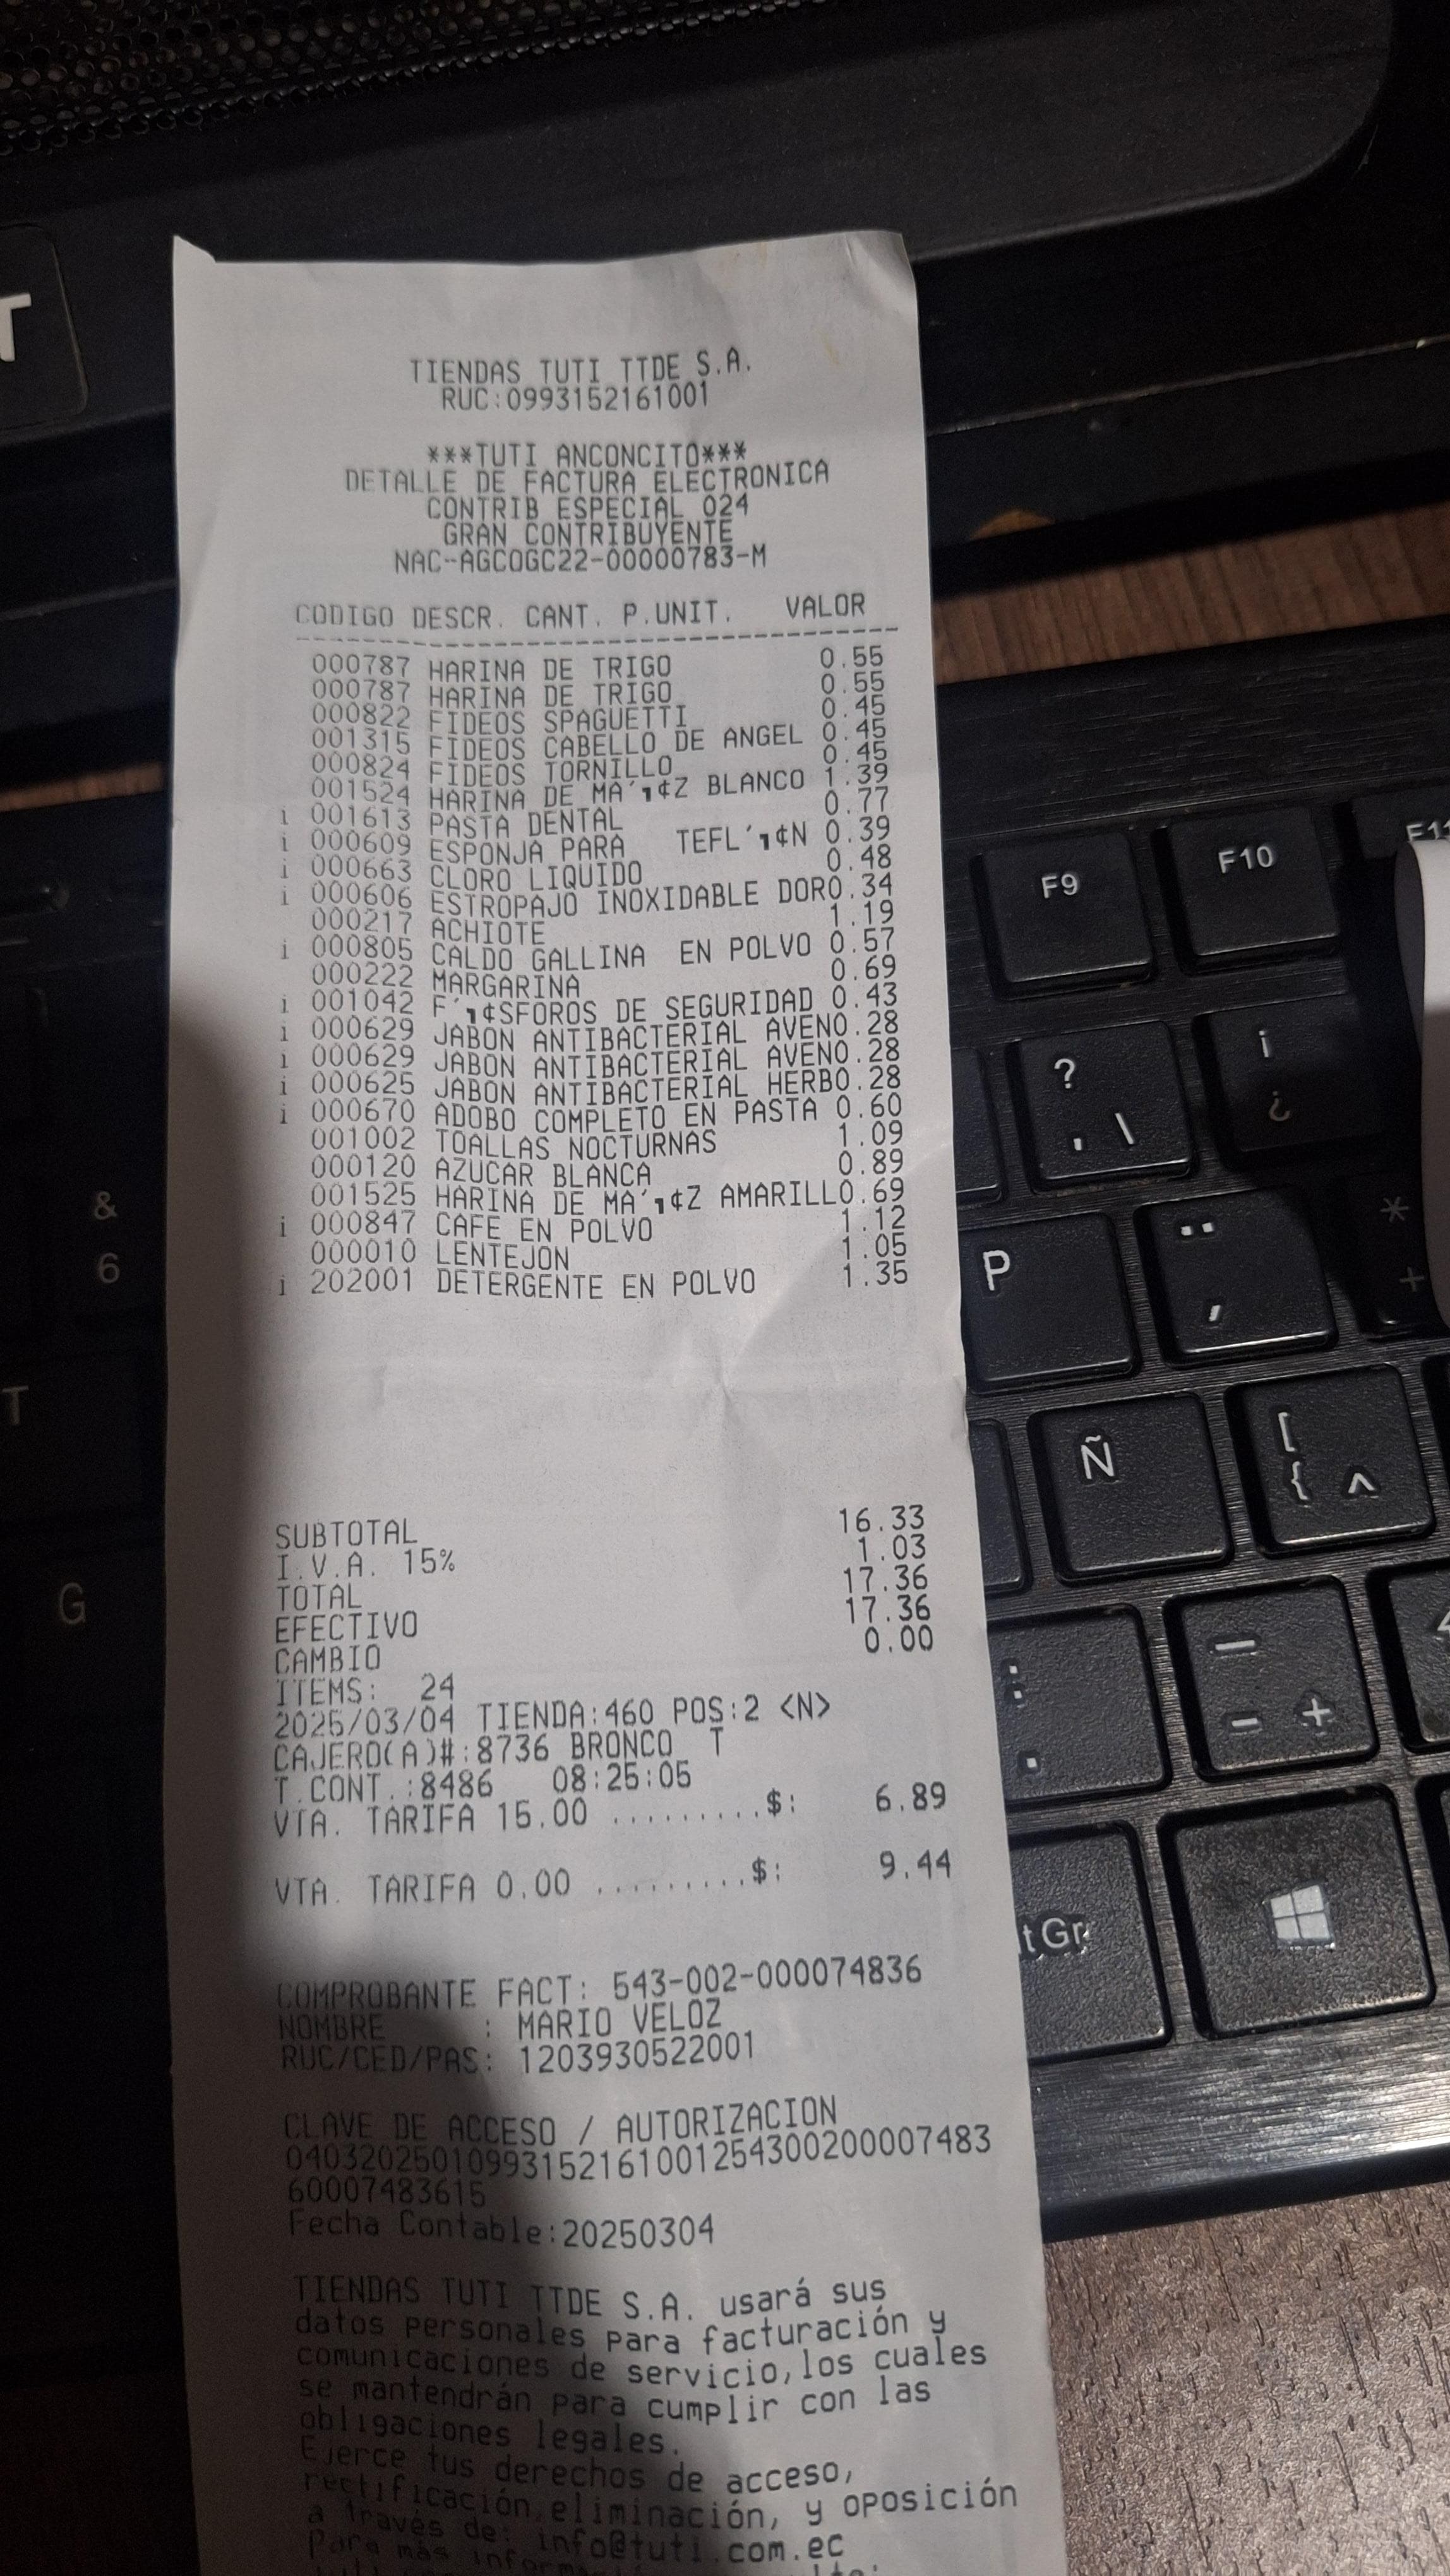 TIENDAS TUTI TTDE S.A.
RUC:0993152161001
***TUTI ANCONCITO***
DETALLE DE FACTURA ELECTRONICA
CONTRIB ESPECIAL 024
GRAN CONTRIBUYENTE
NAC-AGCOGC22-00000783-M
CODIGO DESCR. CANT. P.UNIT. VALOR
000787 HARINA DE TRIGO 0.55
000787 HARINA DE TRIGO 0.55
000822 FIDEOS SPAGUETTI 0.45
001315 FIDEOS CABELLO DE ANGEL 0.45
000824 FIDEOS TORNILLO 0.45
001524 HARINA DE MA´┐¢Z BLANCO 1.39
i 001613 PASTA DENTAL 0.77
i 000609 ESPONJA PARA TEFL´┐¢N 0.39
i 000663 CLORO LIQUIDO 0.48
i 000606 ESTROPAJO INOXIDABLE DOR0.34
000217 ACHIOTE 1.19
i 000805 CALDO GALLINA EN POLVO 0.57
000222 MARGARINA 0.69
i 001042 F´┐¢SFOROS DE SEGURIDAD 0.43
i 000629 JABON ANTIBACTERIAL AVEN0.28
i 000629 JABON ANTIBACTERIAL AVEN0.28
i 000625 JABON ANTIBACTERIAL HERB0.28
i 000670 ADOBO COMPLETO EN PASTA 0.60
001002 TOALLAS NOCTURNAS 1.09
000120 AZUCAR BLANCA 0.89
001525 HARINA DE MA´┐¢Z AMARILL0.69
i 000847 CAFE EN POLVO 1.12
000010 LENTEJON 1.05
i 202001 DETERGENTE EN POLVO 1.35
SUBTOTAL 16.33
I.V.A. 15% 1.03
TOTAL 17.36
EFECTIVO 17.36
CAMBIO 0.00
ITEMS: 24
2025/03/04 TIENDA:460 POS:2 <N>
CAJERO(A)#:8736 BRONCO T
T.CONT.:8486 08:25:05
VTA. TARIFA 15.00 .........$: 6.89
VTA. TARIFA 0.00 .........$: 9.44
COMPROBANTE FACT: 543-002-000074836
NOMBRE : MARIO VELOZ
RUC/CED/PAS: 1203930522001
CLAVE DE ACCESO / AUTORIZACION
04032025010993152161001254300200007483
60007483615
Fecha Contable:20250304
TIENDAS TUTI TTDE S.A. usará sus
datos personales para facturación y
comunicaciones de servicio,los cuales
se mantendrán para cumplir con las
obligaciones legales.
Ejerce tus derechos de acceso,
rectificación,eliminación, y oposición
a través de: info@tuti.com.ec
Para más
T
&
6
T
G
F9
F10
F11
?
' \
¡
¿
P
¨
´
*
+
Ñ
[
{ ^
:
.
_
- +
tGr